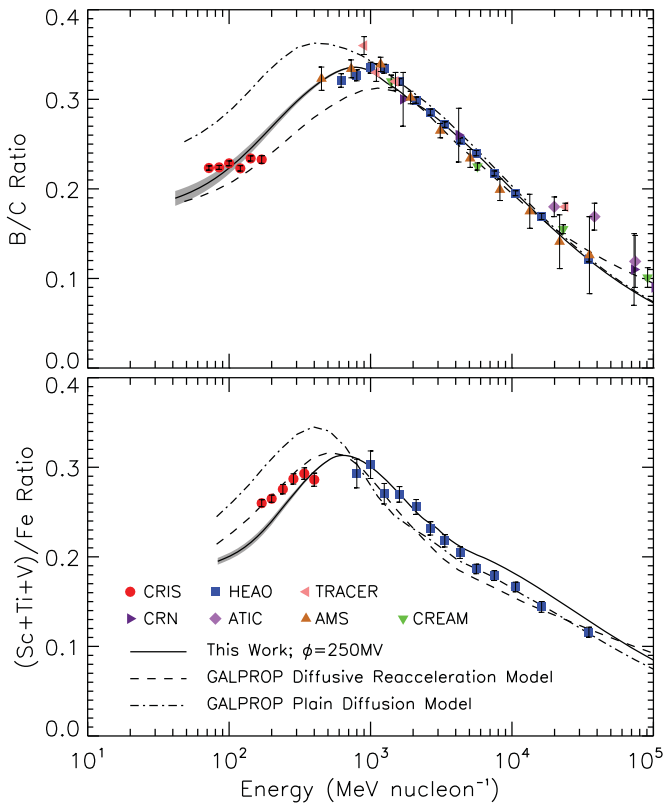 0.4
0.3
0.2
0.1
0.0
B/C Ratio
0.4
0.3
0.2
0.1
0.0
(Sc+Ti+V)/Fe Ratio
CRIS HEAO TRACER
CRN ATIC AMS CREAM
This Work; ϕ=250MV
GALPROP Diffusive Reacceleration Model
GALPROP Plain Diffusion Model
10¹ 10² 10³ 10⁴ 10⁵
Energy (MeV nucleon⁻¹)